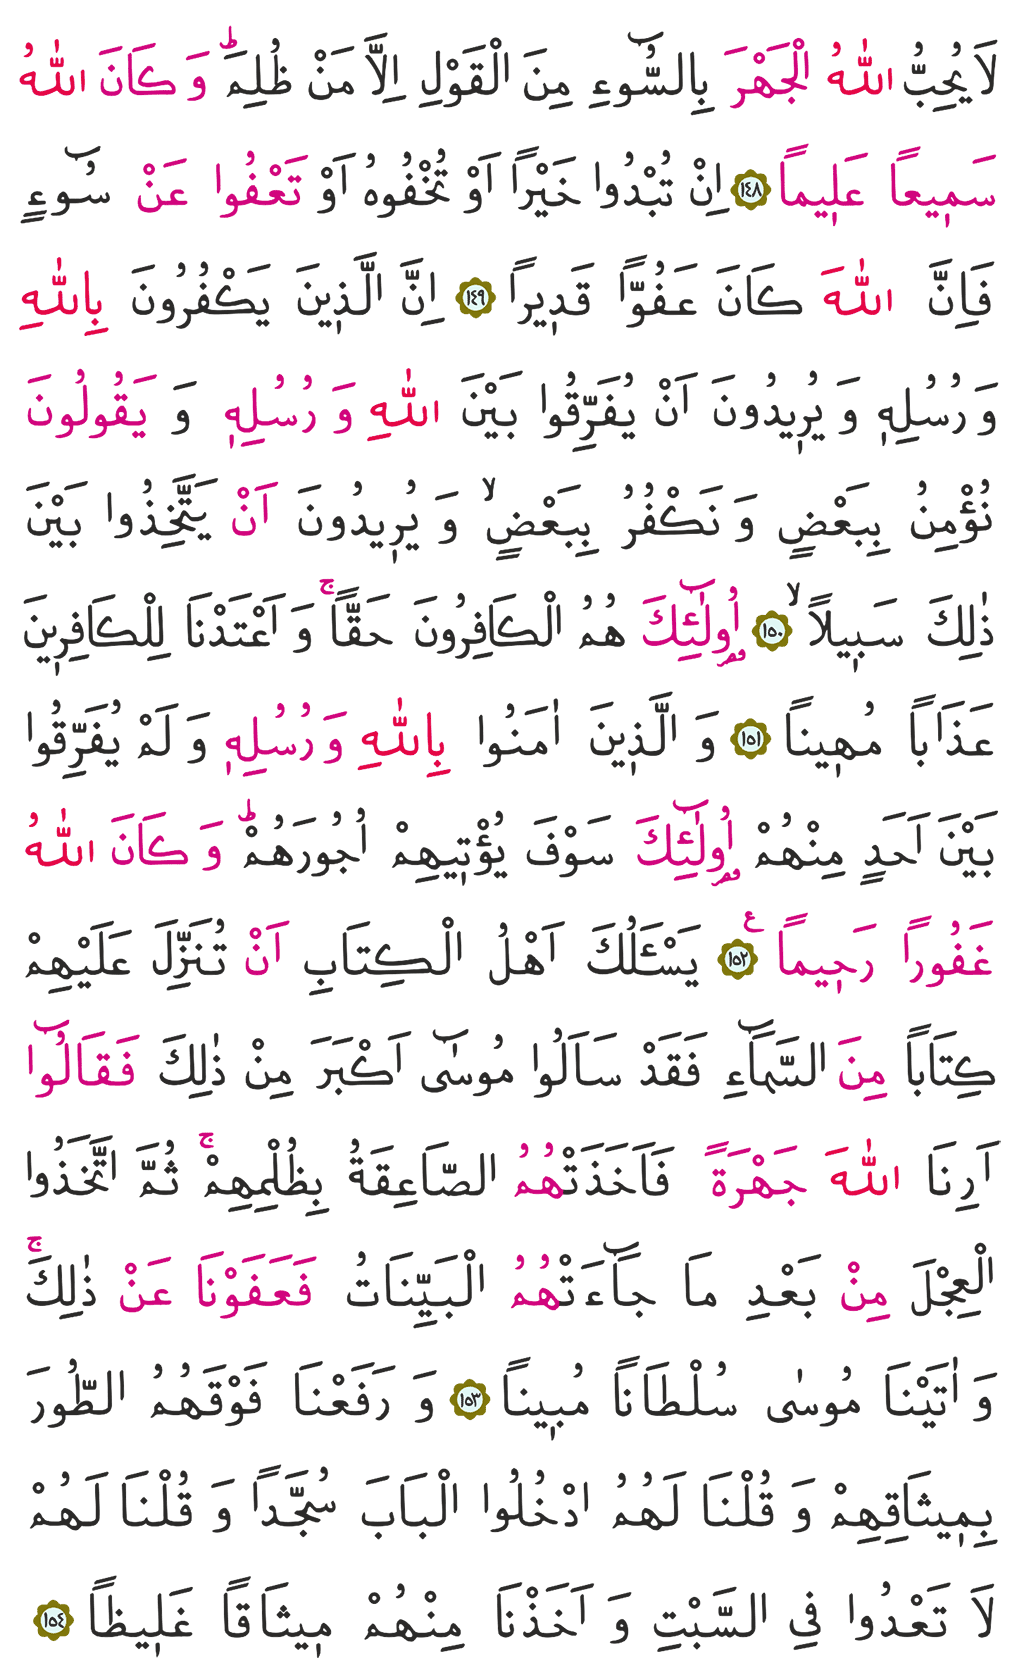 لَا يُحِبُّ اللّٰهُ الْجَهْرَ بِالسُّٓوءِ مِنَ الْقَوْلِ اِلَّا مَنْ ظُلِمَۜ وَ كَانَ اللّٰهُ
سَمٖيعاً عَلٖيماً ﴿١٤٨﴾ اِنْ تُبْدُوا خَيْراً اَوْ تُخْفُوهُ اَوْ تَعْفُوا عَنْ سُٓوءٍ
فَاِنَّ اللّٰهَ كَانَ عَفُوًّا قَدٖيراً ﴿١٤٩﴾ اِنَّ الَّذٖينَ يَكْفُرُونَ بِاللّٰهِ
وَ رُسُلِهٖ وَ يُرٖيدُونَ اَنْ يُفَرِّقُوا بَيْنَ اللّٰهِ وَ رُسُلِهٖ وَ يَقُولُونَ
نُؤْمِنُ بِبَعْضٍ وَ نَكْفُرُ بِبَعْضٍۙ وَ يُرٖيدُونَ اَنْ يَتَّخِذُوا بَيْنَ
ذٰلِكَ سَبٖيلاًۙ ﴿١٥٠﴾ اُو۬لٰٓئِكَ هُمُ الْكَافِرُونَ حَقًّاۚ وَ اَعْتَدْنَا لِلْكَافِرٖينَ
عَذَاباً مُهٖيناً ﴿١٥١﴾ وَ الَّذٖينَ اٰمَنُوا بِاللّٰهِ وَ رُسُلِهٖ وَ لَمْ يُفَرِّقُوا
بَيْنَ اَحَدٍ مِنْهُمْ اُو۬لٰٓئِكَ سَوْفَ يُؤْتٖيهِمْ اُجُورَهُمْۜ وَ كَانَ اللّٰهُ
غَفُوراً رَحٖيماًࣖ ﴿١٥٢﴾ يَسْـَٔلُكَ اَهْلُ الْكِتَابِ اَنْ تُنَزِّلَ عَلَيْهِمْ
كِتَاباً مِنَ السَّمَٓاءِ فَقَدْ سَاَلُوا مُوسٰٓى اَكْبَرَ مِنْ ذٰلِكَ فَقَالُٓوا
اَرِنَا اللّٰهَ جَهْرَةً فَاَخَذَتْهُمُ الصَّاعِقَةُ بِظُلْمِهِمْۚ ثُمَّ اتَّخَذُوا
الْعِجْلَ مِنْ بَعْدِ مَا جَٓاءَتْهُمُ الْبَيِّنَاتُ فَعَفَوْنَا عَنْ ذٰلِكَۚ
وَ اٰتَيْنَا مُوسٰى سُلْطَاناً مُبٖيناً ﴿١٥٣﴾ وَ رَفَعْنَا فَوْقَهُمُ الطُّورَ
بِمٖيثَاقِهِمْ وَ قُلْنَا لَهُمُ ادْخُلُوا الْبَابَ سُجَّداً وَ قُلْنَا لَهُمْ
لَا تَعْدُوا فِي السَّبْتِ وَ اَخَذْنَا مِنْهُمْ مٖيثَاقاً غَلٖيظاً ﴿١٥٤﴾